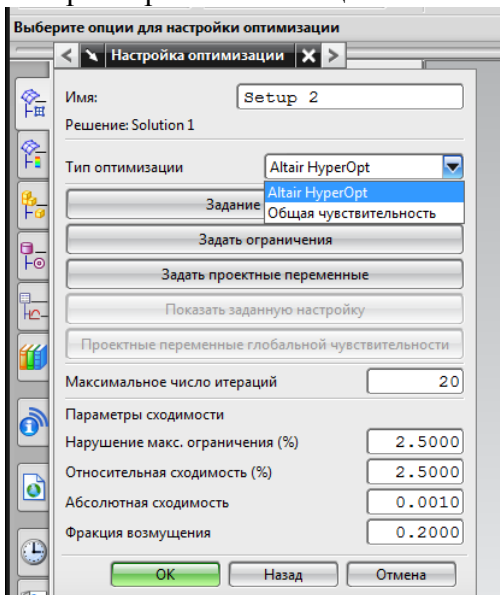 Выберите опции для настройки оптимизации
Настройка оптимизации
Имя:
Setup 2
Решение: Solution 1
Тип оптимизации
Altair HyperOpt
Altair HyperOpt
Общая чувствительность
Задание
Задать ограничения
Задать проектные переменные
Показать заданную настройку
Проектные переменные глобальной чувствительности
Максимальное число итераций
20
Параметры сходимости
Нарушение макс. ограничения (%)
2.5000
Относительная сходимость (%)
2.5000
Абсолютная сходимость
0.0010
Фракция возмущения
0.2000
OK
Назад
Отмена